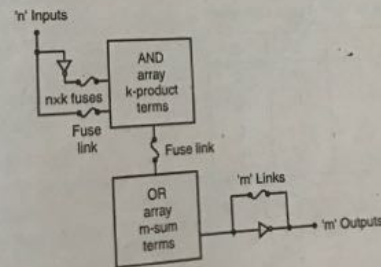 'n' Inputs
AND
array
k-product
terms
n×k fuses
Fuse
link
Fuse link
OR
array
m-sum
terms
'm' Links
'm' Outputs